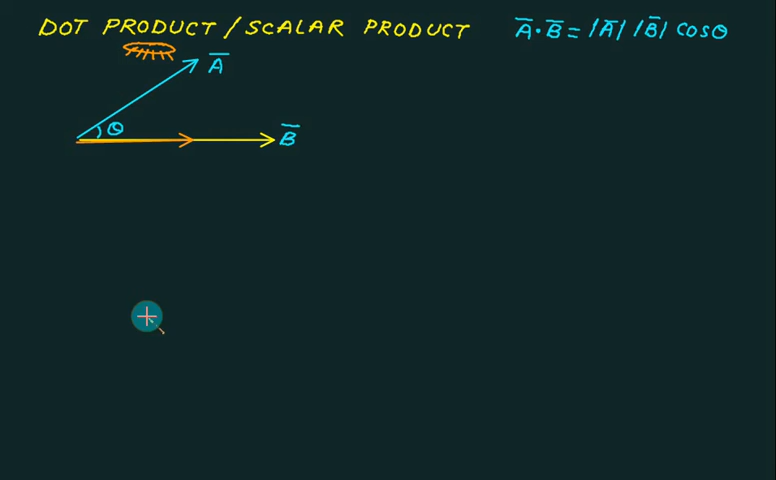 DOT PRODUCT / SCALAR PRODUCT
A̅·B̅ = |A̅| |B̅| COSθ
A̅
θ
B̅